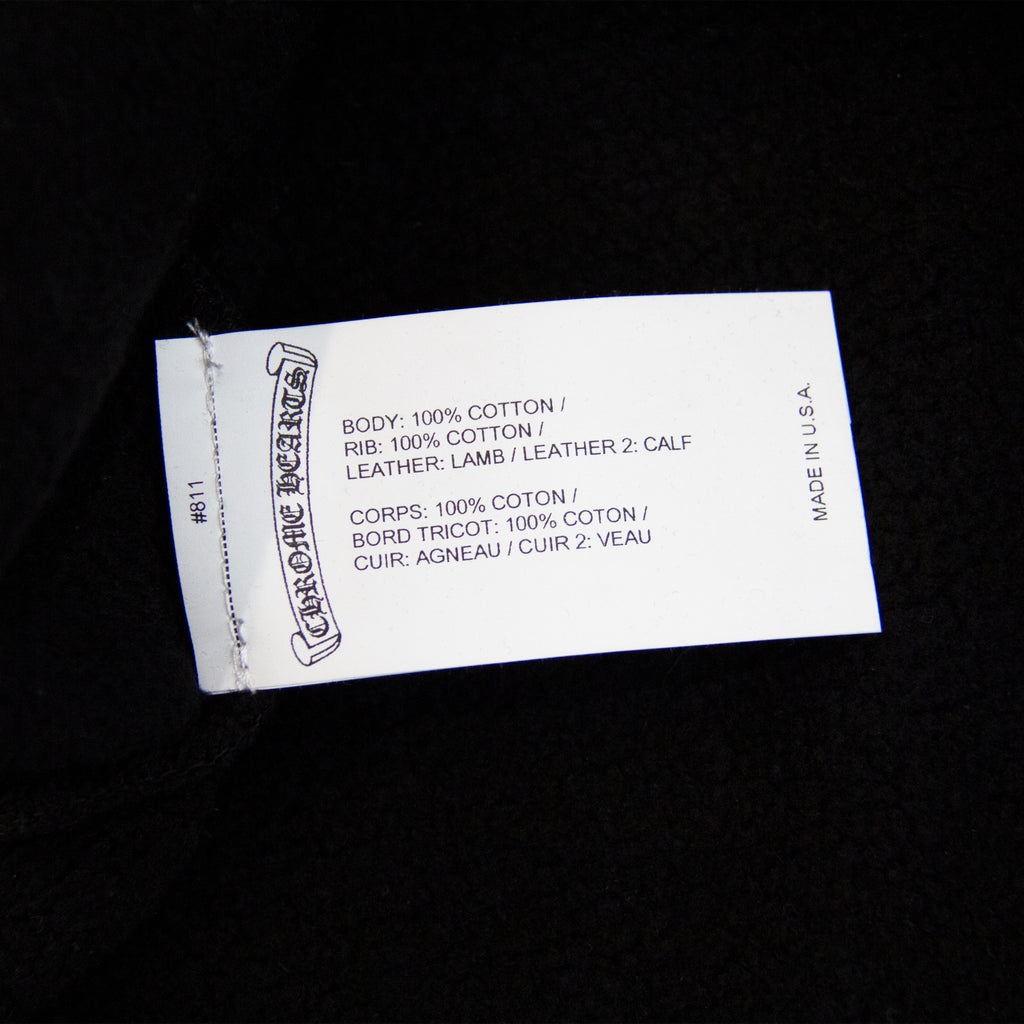 #811
CHROME HEARTS
BODY: 100% COTTON /
RIB: 100% COTTON /
LEATHER: LAMB / LEATHER 2: CALF
CORPS: 100% COTON /
BORD TRICOT: 100% COTON /
CUIR: AGNEAU / CUIR 2: VEAU
MADE IN U.S.A.